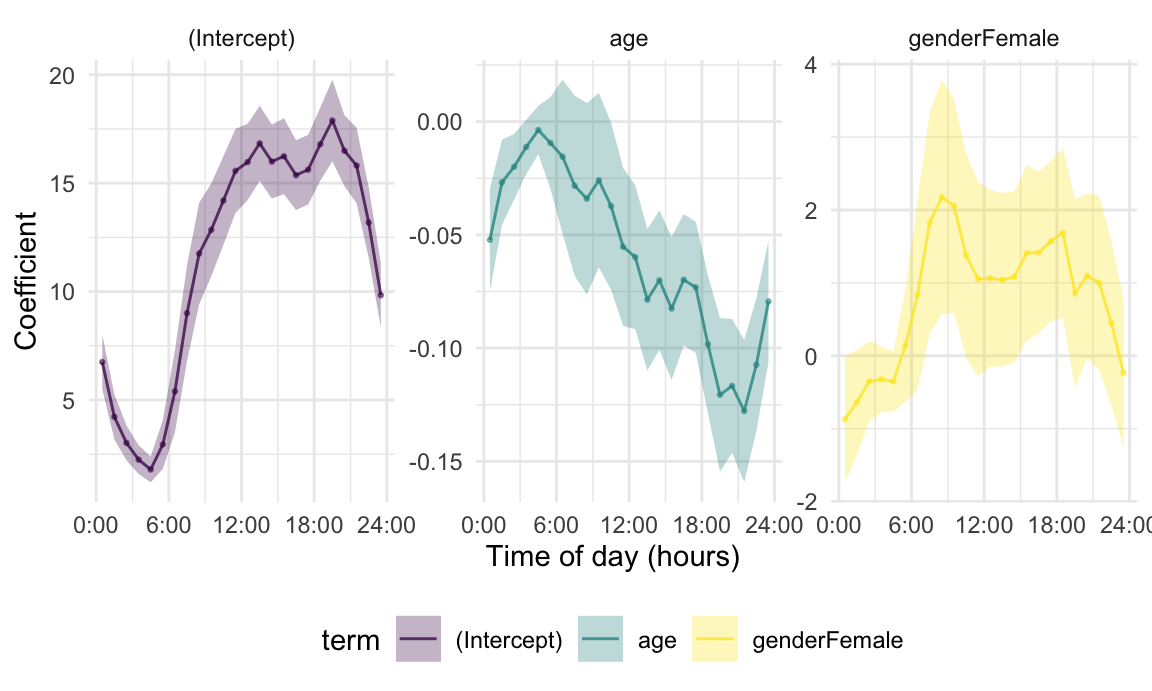 (Intercept) age genderFemale
20
15
10
5
0.00
-0.05
-0.10
-0.15
4
2
0
-2
0:00 6:00 12:00 18:00 24:00 0:00 6:00 12:00 18:00 24:00 0:00 6:00 12:00 18:00 24:00
Coefficient
Time of day (hours)
term (Intercept) age genderFemale